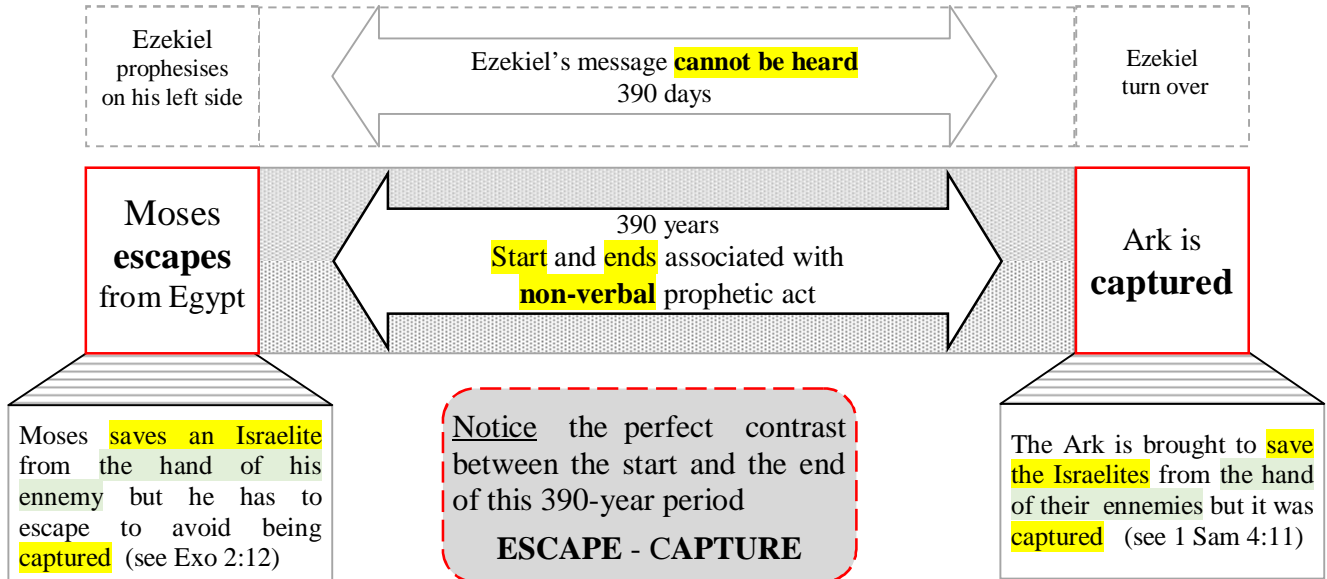 Ezekiel
prophesises
on his left side
Ezekiel's message cannot be heard
390 days
Ezekiel
turn over
Moses
escapes
from Egypt
390 years
Start and ends associated with
non-verbal prophetic act
Ark is
captured
Moses saves an Israelite
from the hand of his
ennemy but he has to
escape to avoid being
captured (see Exo 2:12)
Notice the perfect contrast
between the start and the end
of this 390-year period
ESCAPE - CAPTURE
The Ark is brought to save
the Israelites from the hand
of their ennemies but it was
captured (see 1 Sam 4:11)